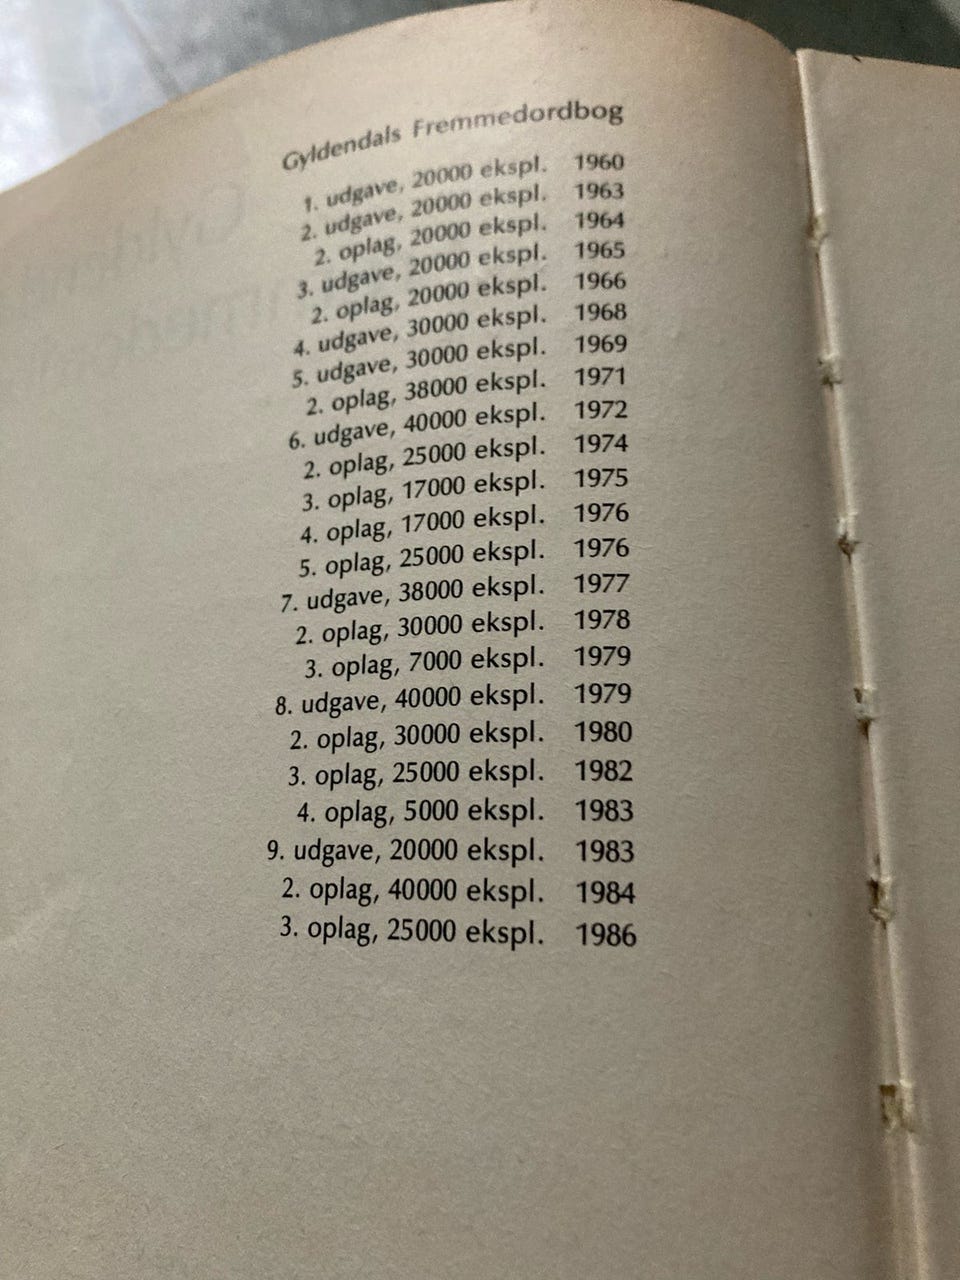 Gyldendals Fremmedordbog
1. udgave, 20000 ekspl. 1960
2. udgave, 20000 ekspl. 1963
2. oplag, 20000 ekspl. 1964
3. udgave, 20000 ekspl. 1965
2. oplag, 20000 ekspl. 1966
4. udgave, 30000 ekspl. 1968
5. udgave, 30000 ekspl. 1969
2. oplag, 38000 ekspl. 1971
6. udgave, 40000 ekspl. 1972
2. oplag, 25000 ekspl. 1974
3. oplag, 17000 ekspl. 1975
4. oplag, 17000 ekspl. 1976
5. oplag, 25000 ekspl. 1976
7. udgave, 38000 ekspl. 1977
2. oplag, 30000 ekspl. 1978
3. oplag, 7000 ekspl. 1979
8. udgave, 40000 ekspl. 1979
2. oplag, 30000 ekspl. 1980
3. oplag, 25000 ekspl. 1982
4. oplag, 5000 ekspl. 1983
9. udgave, 20000 ekspl. 1983
2. oplag, 40000 ekspl. 1984
3. oplag, 25000 ekspl. 1986